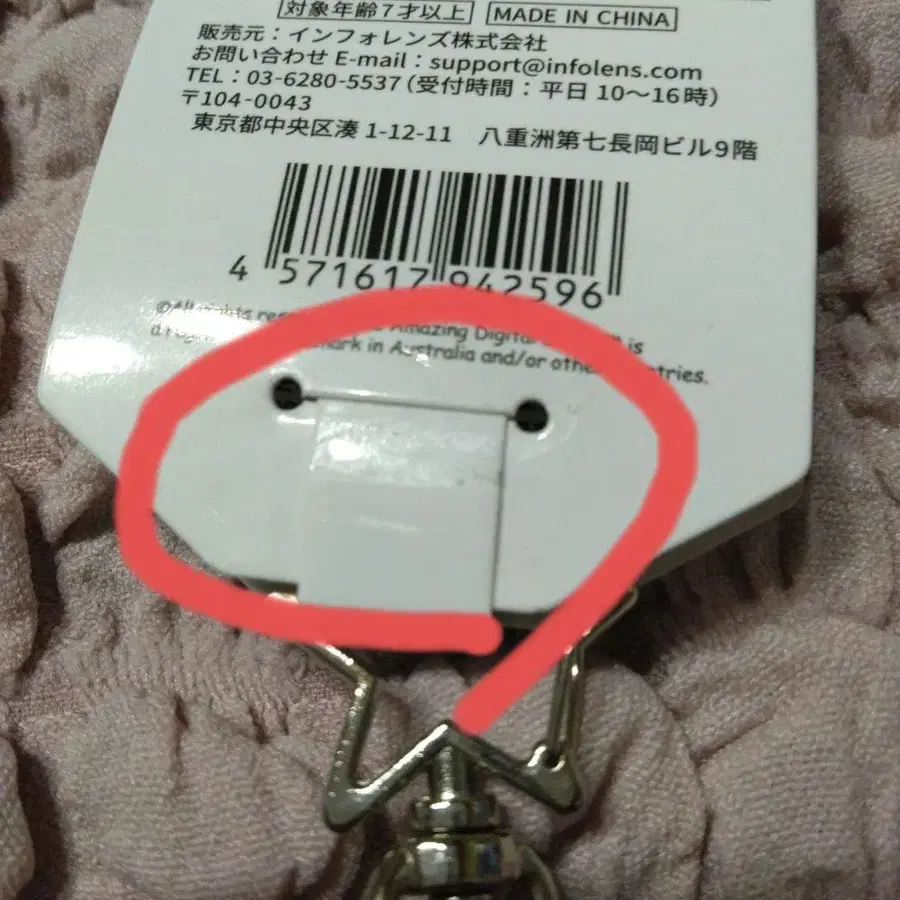 対象年齢7才以上 MADE IN CHINA
販売元：インフォレンズ株式会社
お問い合わせ E-mail：support@infolens.com
TEL：03-6280-5537（受付時間：平日 10〜16時）
〒104-0043
東京都中央区湊 1-12-11 八重洲第七長岡ビル9階
4 571617 942596
©All rights Amazing Digital is
a mark in Australia and/or other countries.